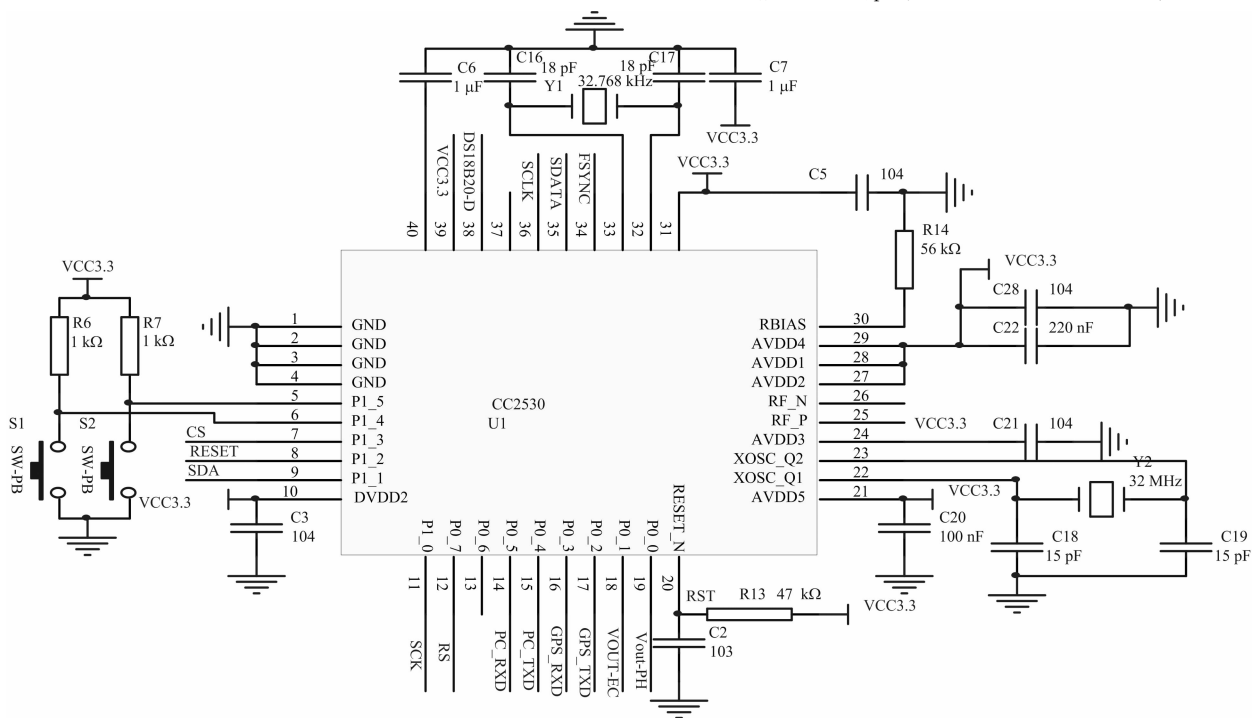 C6
1 μF
C16
18 pF
Y1
32.768 kHz
18 pF
C17
C7
1 μF
VCC3.3
VCC3.3
DS18B20-D
SCLK
SDATA
FSYNC
VCC3.3
C5
104
40
39
38
37
36
35
34
33
32
31
R14
56 kΩ
VCC3.3
C28
104
C22
220 nF
VCC3.3
R6
1 kΩ
R7
1 kΩ
1
GND
2
GND
3
GND
4
GND
5
P1_5
6
P1_4
CS
7
P1_3
RESET
8
P1_2
SDA
9
P1_1
10
DVDD2
S1
SW-PB
S2
SW-PB
VCC3.3
C3
104
CC2530
U1
RBIAS
30
AVDD4
29
AVDD1
28
AVDD2
27
RF_N
26
RF_P
25
AVDD3
24
XOSC_Q2
23
XOSC_Q1
22
AVDD5
21
VCC3.3
C21
104
Y2
32 MHz
VCC3.3
C20
100 nF
C18
15 pF
C19
15 pF
P1_0
P0_7
P0_6
P0_5
P0_4
P0_3
P0_2
P0_1
P0_0
RESET_N
11
12
13
14
15
16
17
18
19
20
SCK
RS
PC_RXD
PC_TXD
GPS_RXD
GPS_TXD
VOUT-EC
Vout-PH
RST
R13
47 kΩ
VCC3.3
C2
103